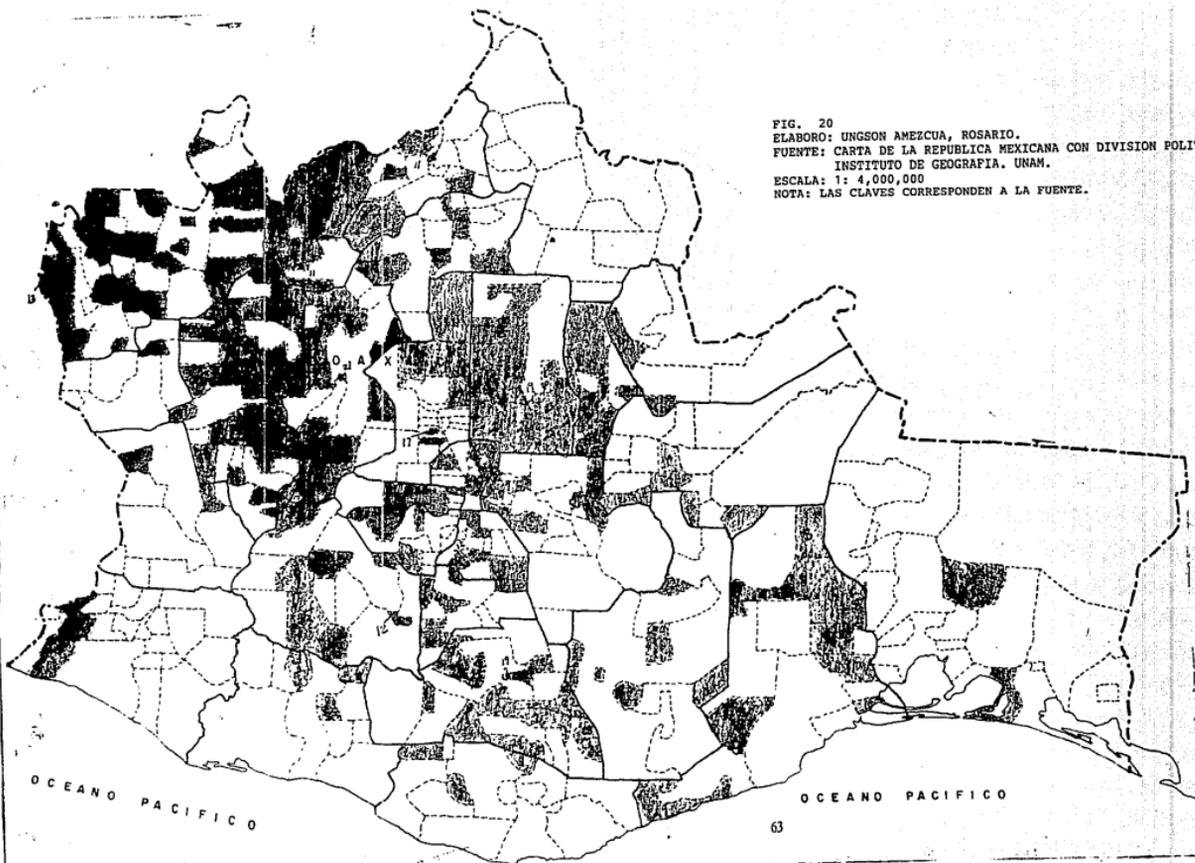 FIG. 20
ELABORO: UNGSON AMEZCUA, ROSARIO.
FUENTE: CARTA DE LA REPUBLICA MEXICANA CON DIVISION POLI
INSTITUTO DE GEOGRAFIA. UNAM.
ESCALA: 1: 4,000,000
NOTA: LAS CLAVES CORRESPONDEN A LA FUENTE.
O A X A
OCEANO PACIFICO
OCEANO PACIFICO
63